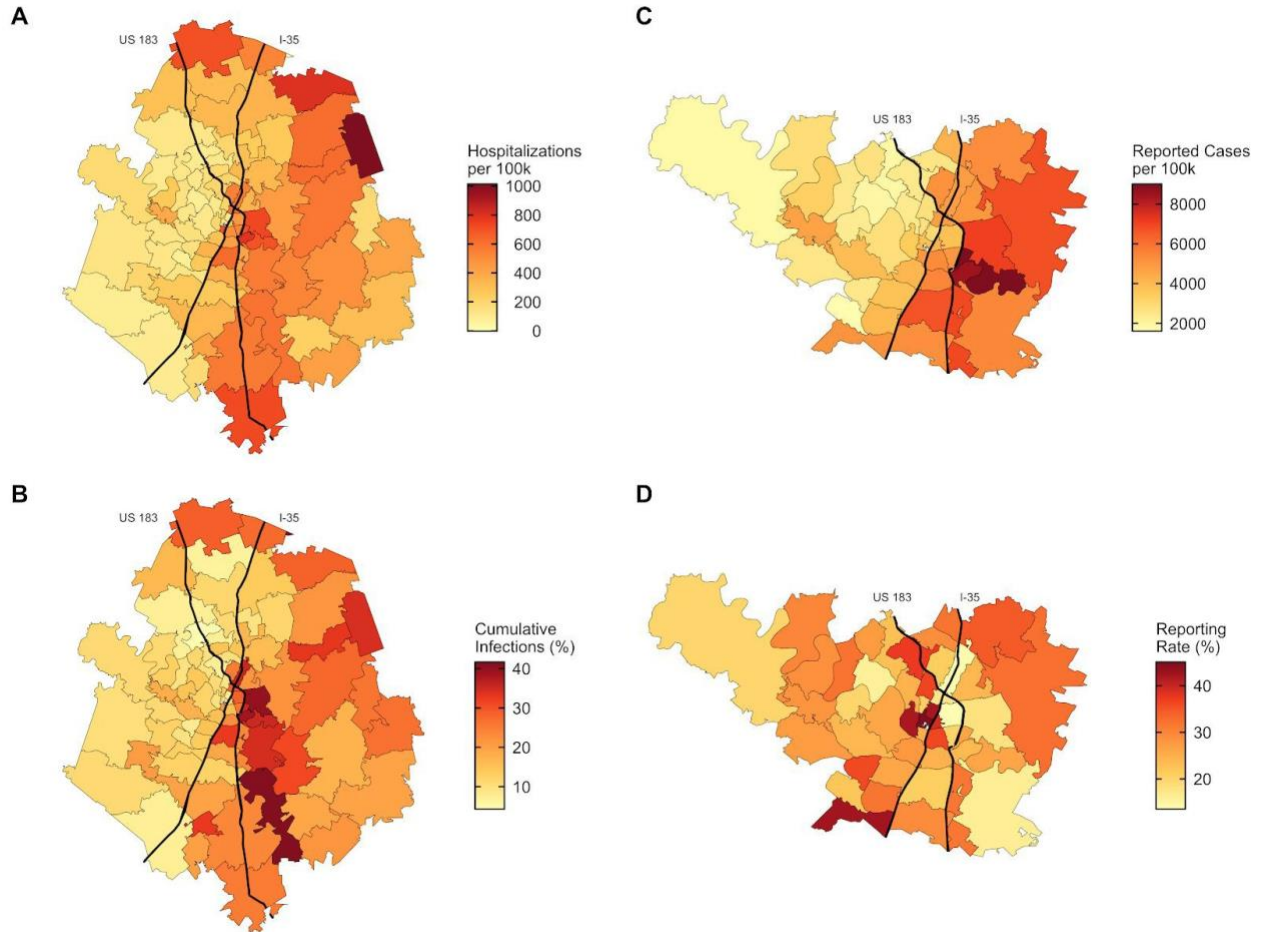 A
US 183
I-35
Hospitalizations
per 100k
1000
800
600
400
200
0
C
US 183
I-35
Reported Cases
per 100k
8000
6000
4000
2000
B
US 183
I-35
Cumulative
Infections (%)
40
30
20
10
D
US 183
I-35
Reporting
Rate (%)
40
30
20